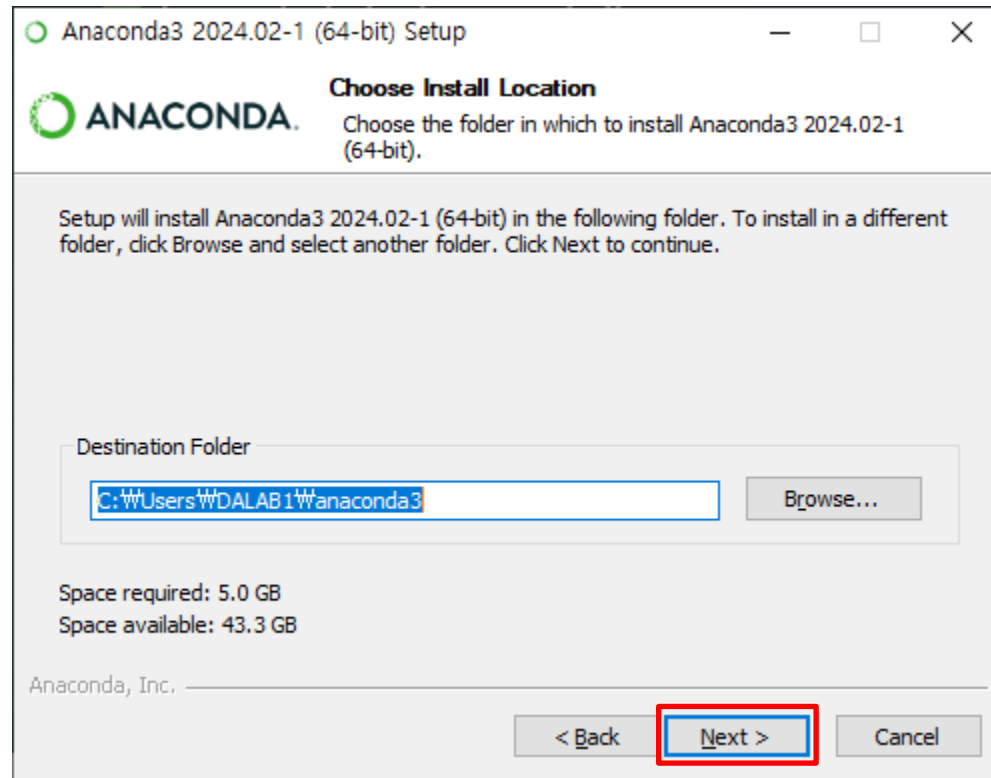 Anaconda3 2024.02-1 (64-bit) Setup
ANACONDA.
Choose Install Location
Choose the folder in which to install Anaconda3 2024.02-1
(64-bit).
Setup will install Anaconda3 2024.02-1 (64-bit) in the following folder. To install in a different
folder, click Browse and select another folder. Click Next to continue.
Destination Folder
C:₩Users₩DALAB1₩anaconda3
Browse...
Space required: 5.0 GB
Space available: 43.3 GB
Anaconda, Inc.
< Back
Next >
Cancel